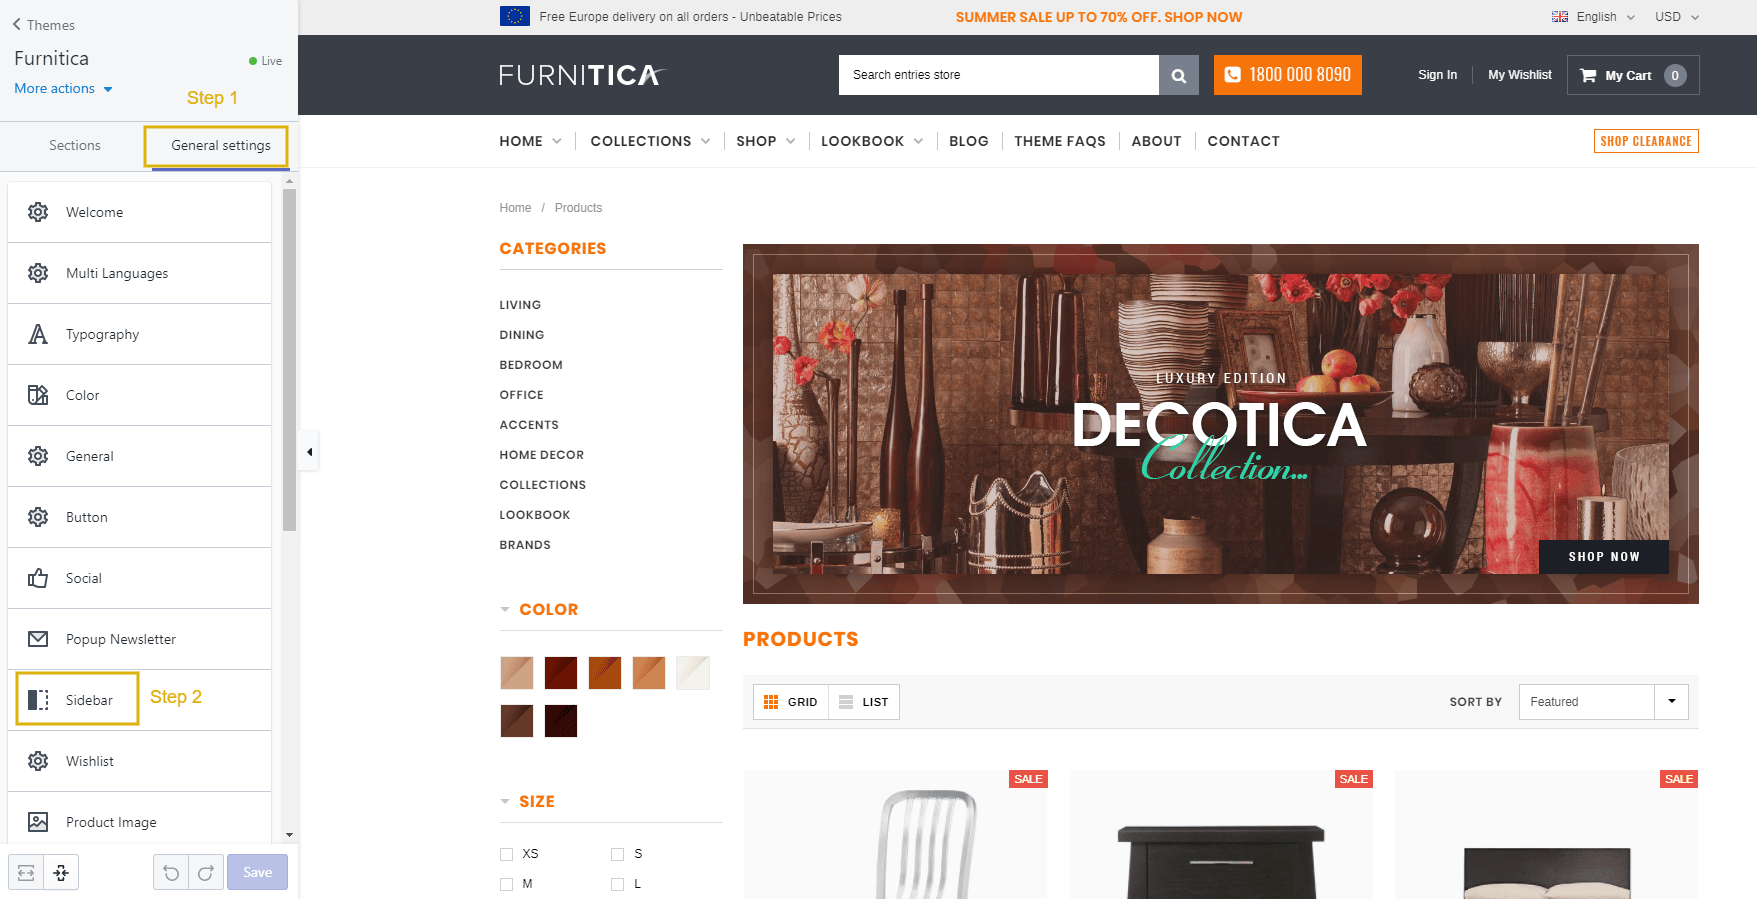 Themes
Furnitica
Live
More actions
Step 1
Sections
General settings
Welcome
Multi Languages
Typography
Color
General
Button
Social
Popup Newsletter
Sidebar
Step 2
Wishlist
Product Image
Save
Free Europe delivery on all orders - Unbeatable Prices
SUMMER SALE UP TO 70% OFF. SHOP NOW
English
USD
FURNITICA
Search entries store
1800 000 8090
Sign In
My Wishlist
My Cart 0
HOME
COLLECTIONS
SHOP
LOOKBOOK
BLOG
THEME FAQS
ABOUT
CONTACT
SHOP CLEARANCE
Home / Products
CATEGORIES
LIVING
DINING
BEDROOM
OFFICE
ACCENTS
HOME DECOR
COLLECTIONS
LOOKBOOK
BRANDS
COLOR
SIZE
XS
S
M
L
LUXURY EDITION
DECOTICA
Collection...
SHOP NOW
PRODUCTS
GRID
LIST
SORT BY
Featured
SALE
SALE
SALE